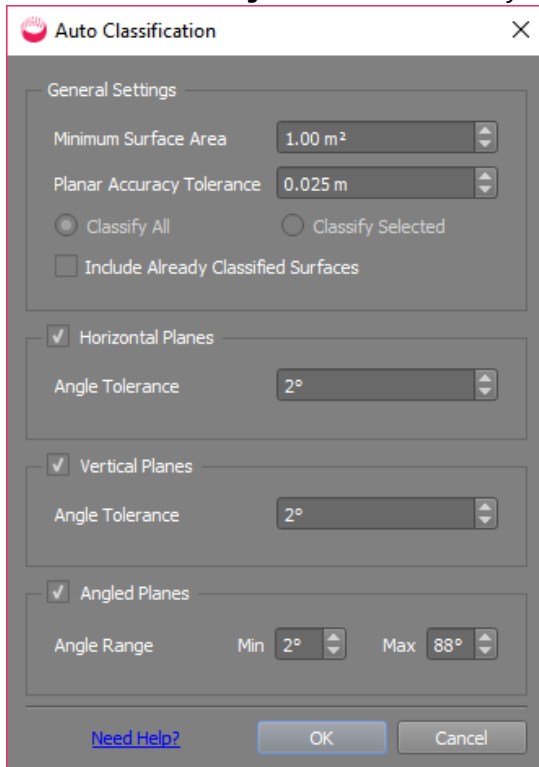 Auto Classification
General Settings
Minimum Surface Area 1.00 m²
Planar Accuracy Tolerance 0.025 m
Classify All Classify Selected
Include Already Classified Surfaces
Horizontal Planes
Angle Tolerance 2°
Vertical Planes
Angle Tolerance 2°
Angled Planes
Angle Range Min 2° Max 88°
Need Help? OK Cancel